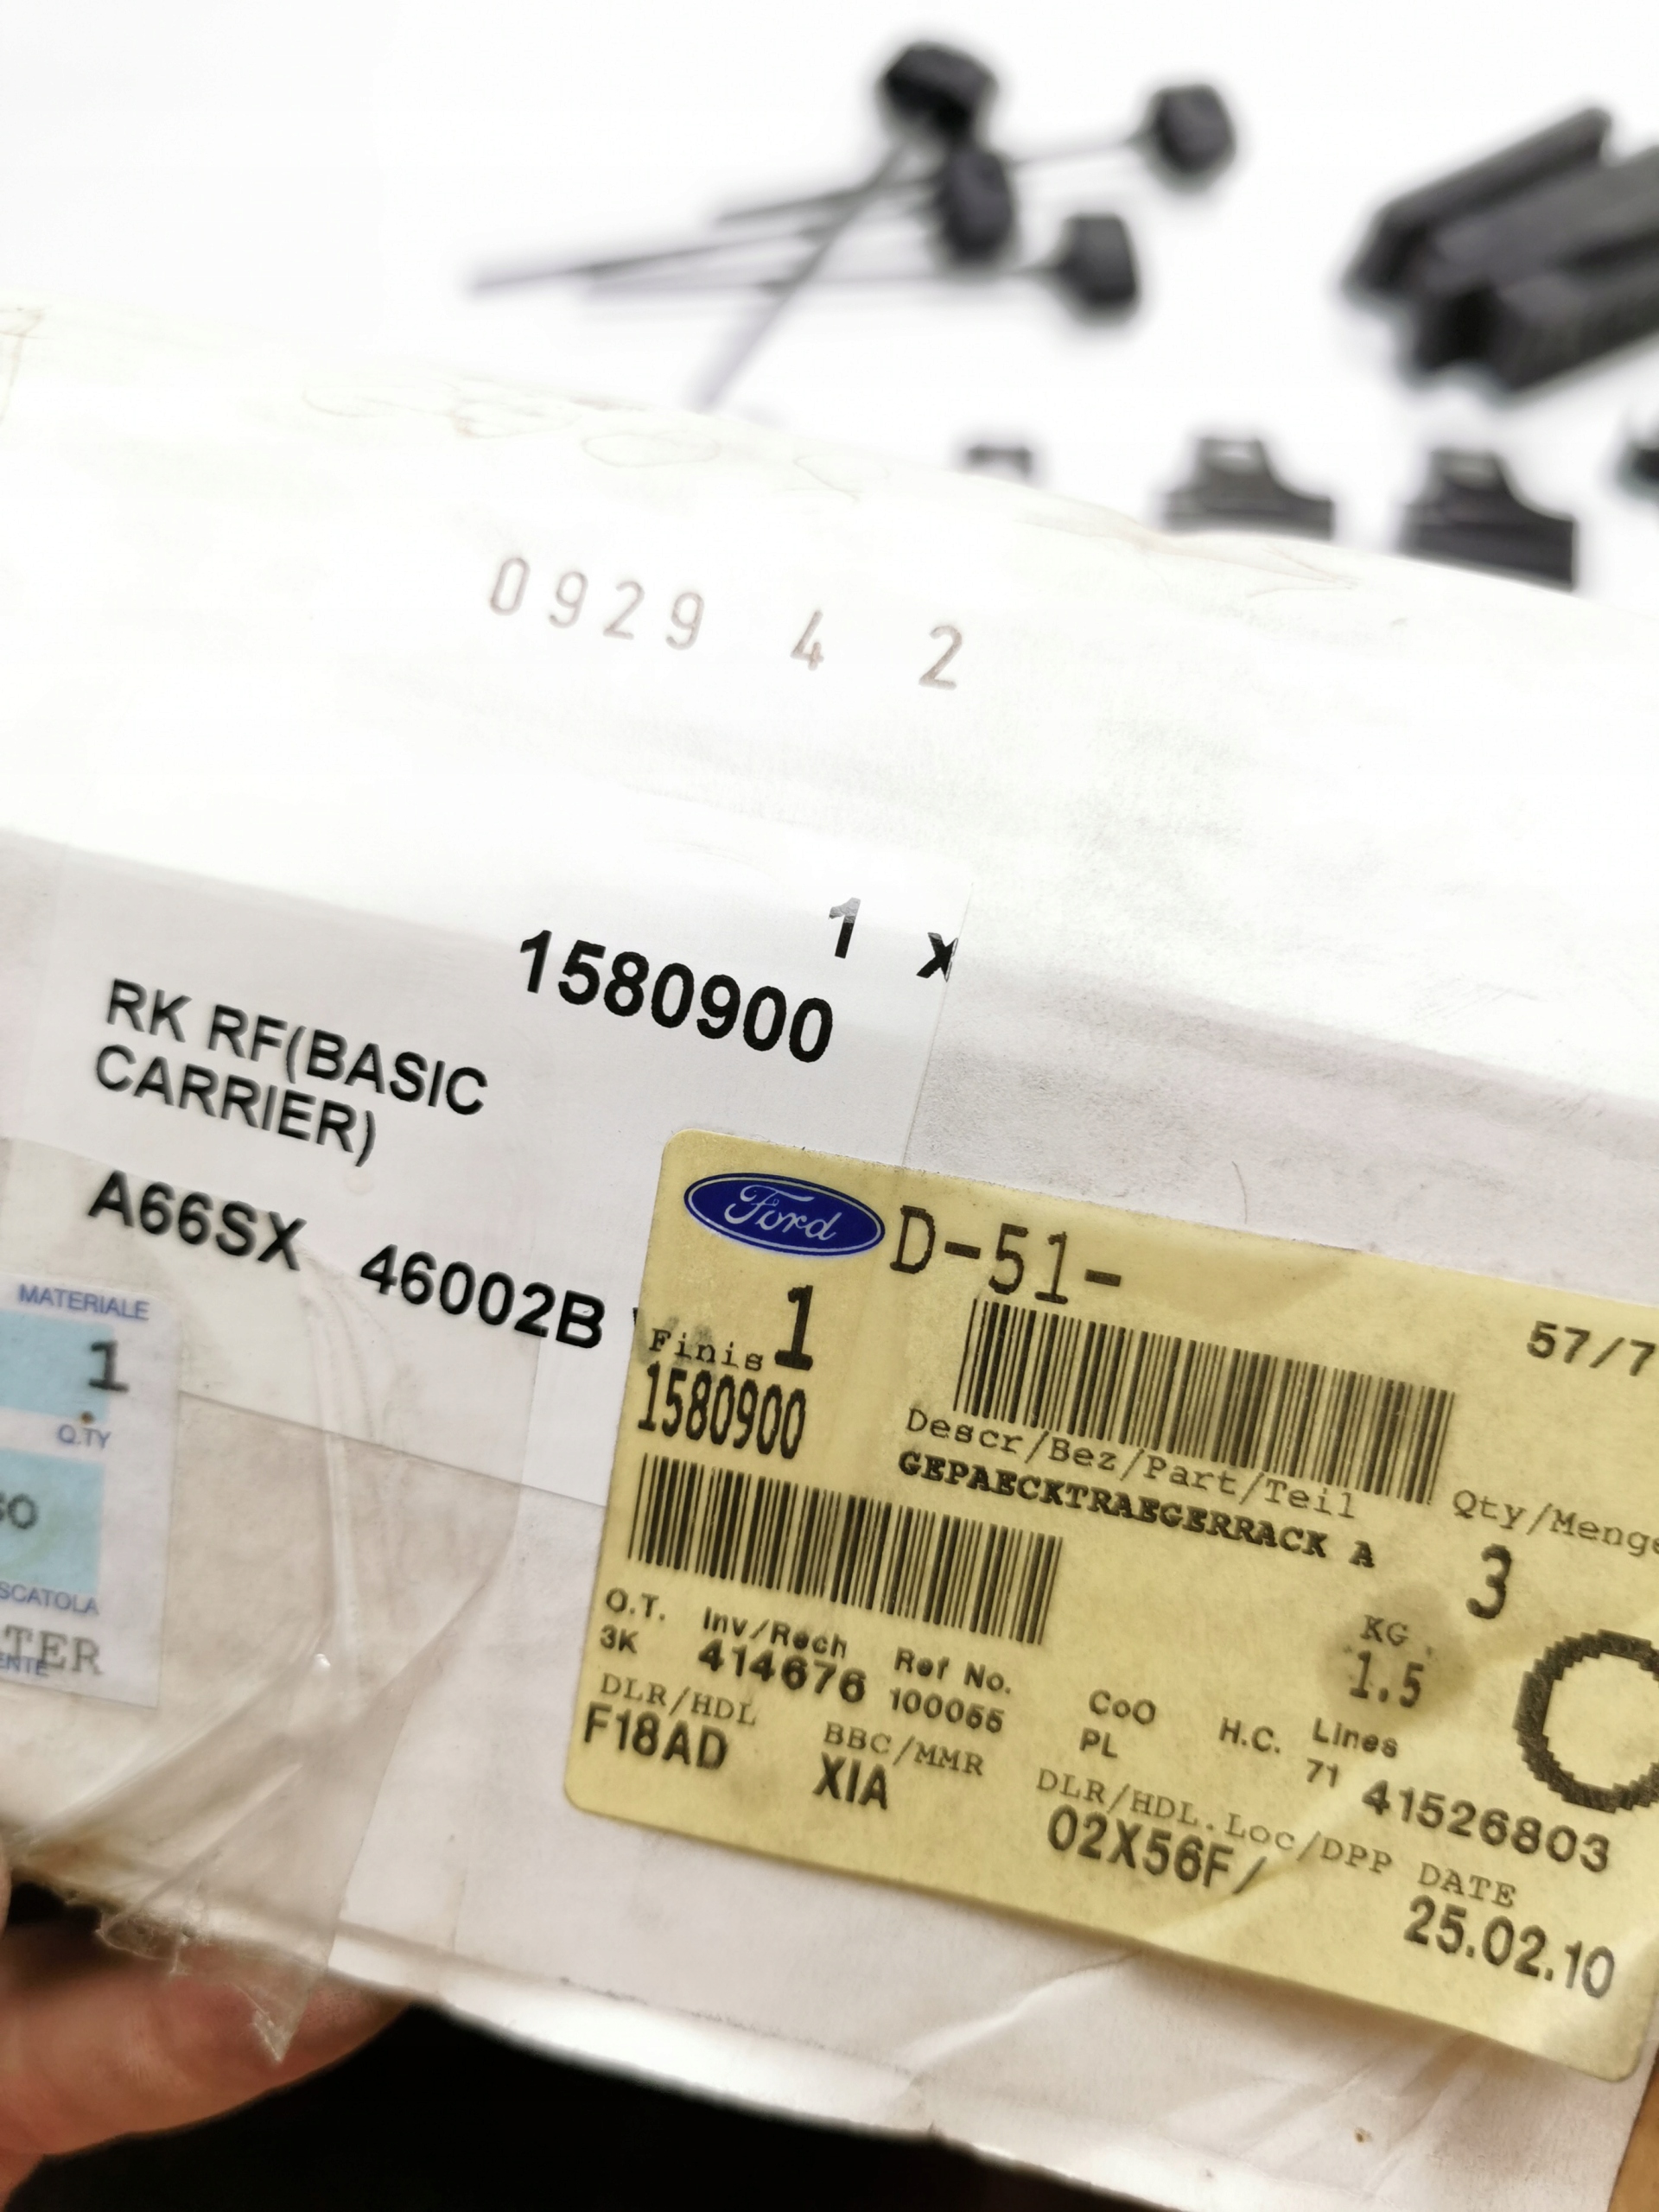 0929 4 2
1 x
1580900
RK RF(BASIC
CARRIER)
A66SX 46002B
MATERIALE
1
Q.TY
SCATOLA
Ford
D-51-
57/7
Finis 1
1580900
Descr/Bez/Part/Teil
GEPAECKTRAEGERRACK A
Qty/Menge
3
KG
1.5
O.T.
3K
Inv/Rech
414676
Ref No.
100055
CoO
PL
H.C.
Lines
71
41526803
DLR/HDL
F18AD
BBC/MMR
XIA
DLR/HDL.Loc/DPP
02X56F/
DATE
25.02.10